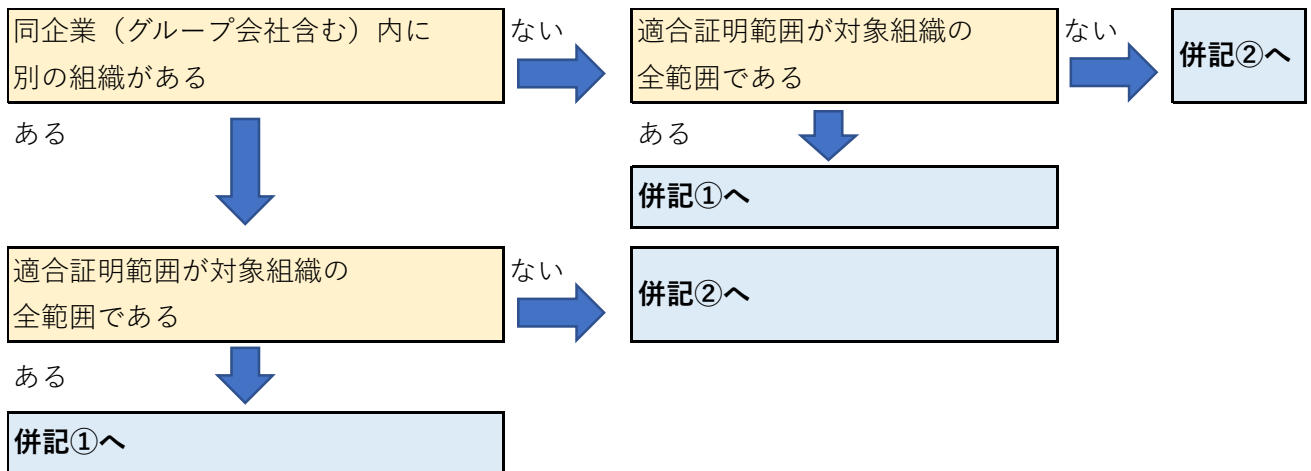 同企業（グループ会社含む）内に
別の組織がある
ない
適合証明範囲が対象組織の
全範囲である
ない
併記②へ
ある
ある
併記①へ
適合証明範囲が対象組織の
全範囲である
ない
併記②へ
ある
併記①へ